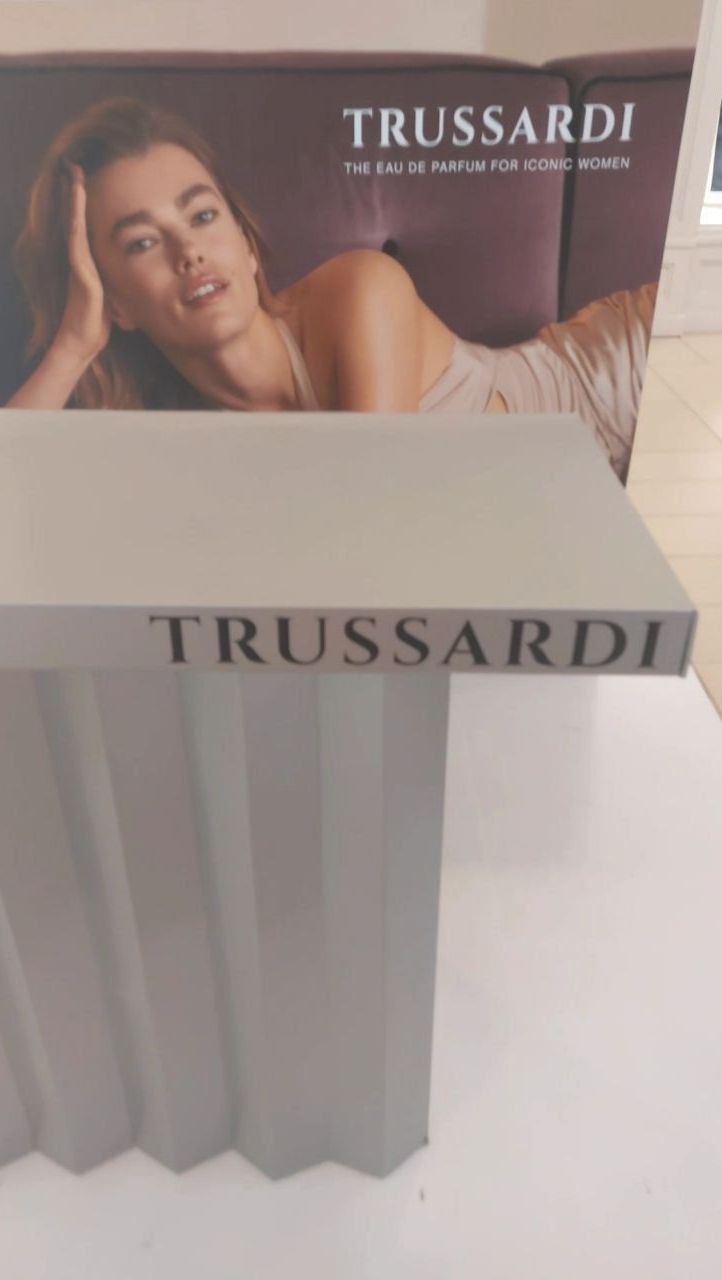 TRUSSARDI
THE EAU DE PARFUM FOR ICONIC WOMEN
TRUSSARDI